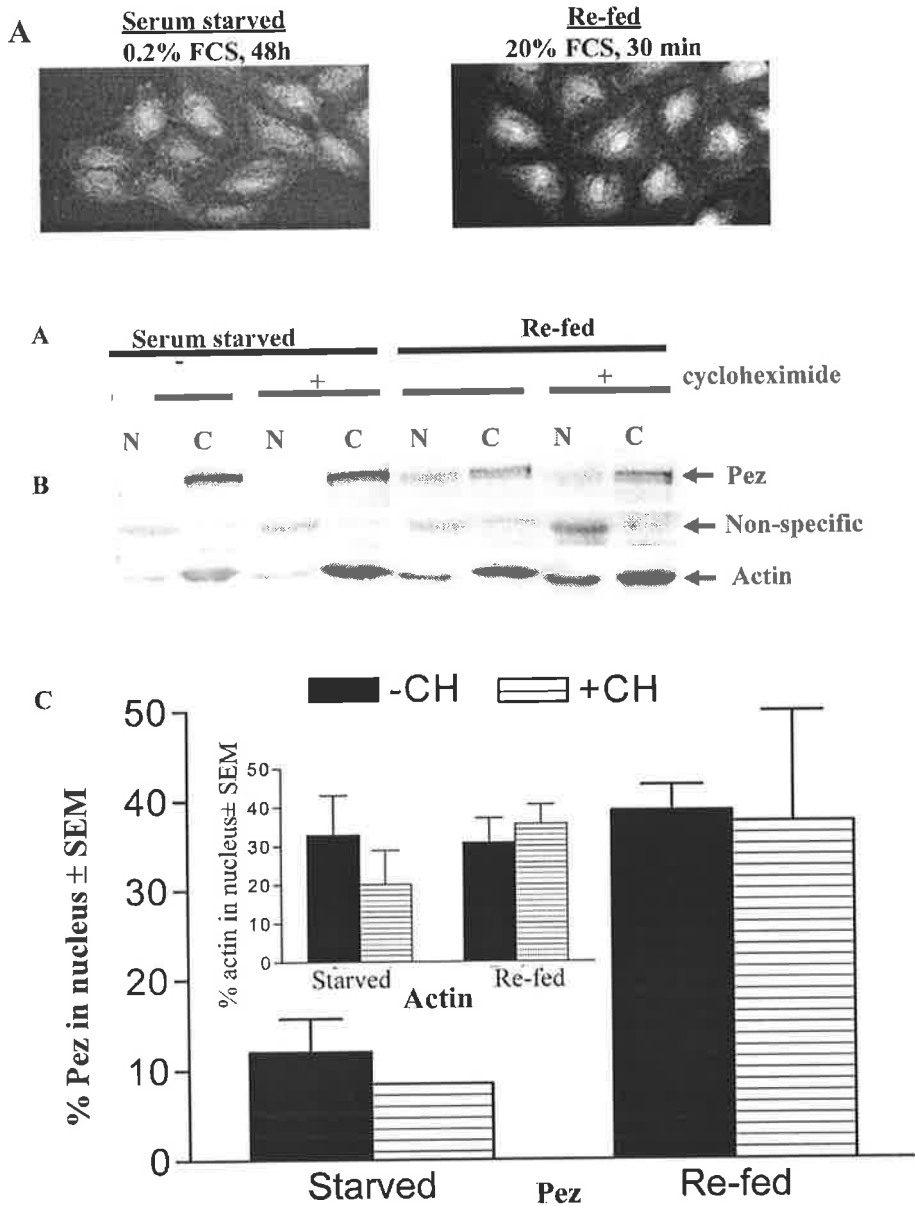 A
Serum starved
0.2% FCS, 48h
Re-fed
20% FCS, 30 min
A
Serum starved
Re-fed
-
+
+
cycloheximide
N C N C N C N C
B
Pez
Non-specific
Actin
C
-CH +CH
% Pez in nucleus ± SEM
50
40
30
20
10
0
% actin in nucleus± SEM
50
40
30
20
10
0
Starved
Re-fed
Actin
Starved
Re-fed
Pez